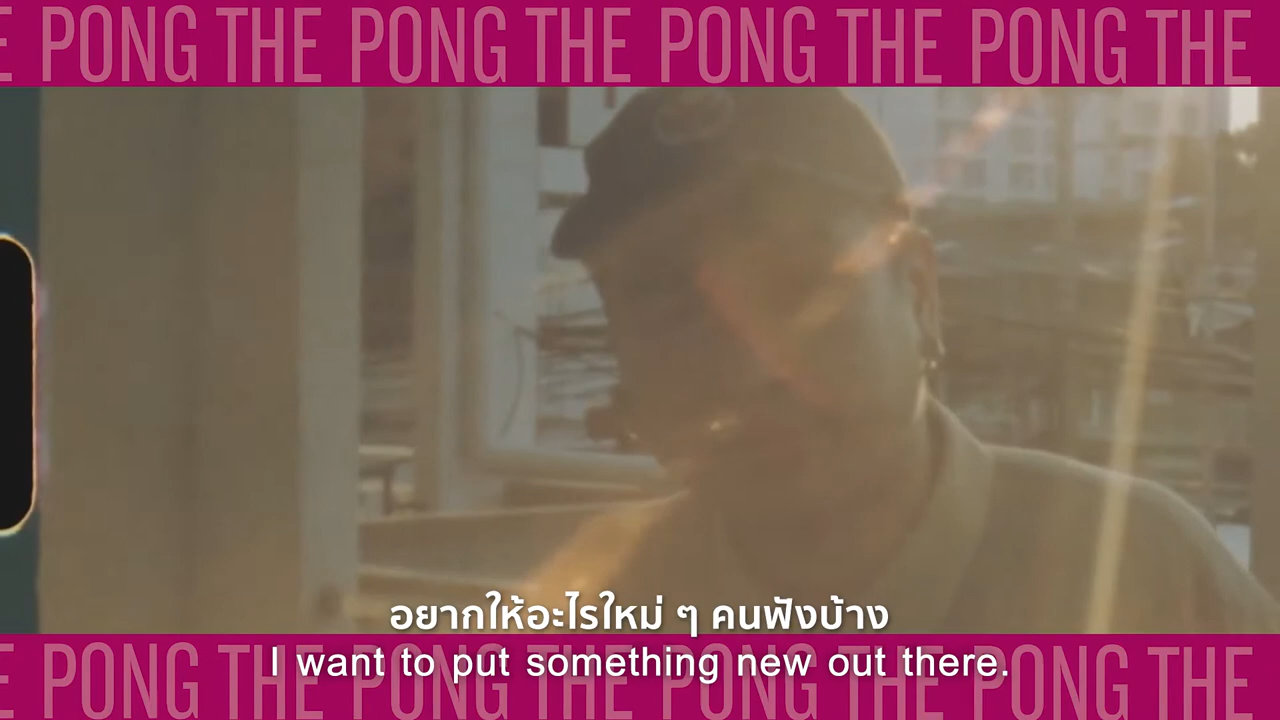 PONG THE PONG THE PONG THE PONG THE
อยากให้อะไรใหม่ ๆ คนฟังบ้าง
I want to put something new out there.
PONG THE PONG THE PONG THE PONG THE